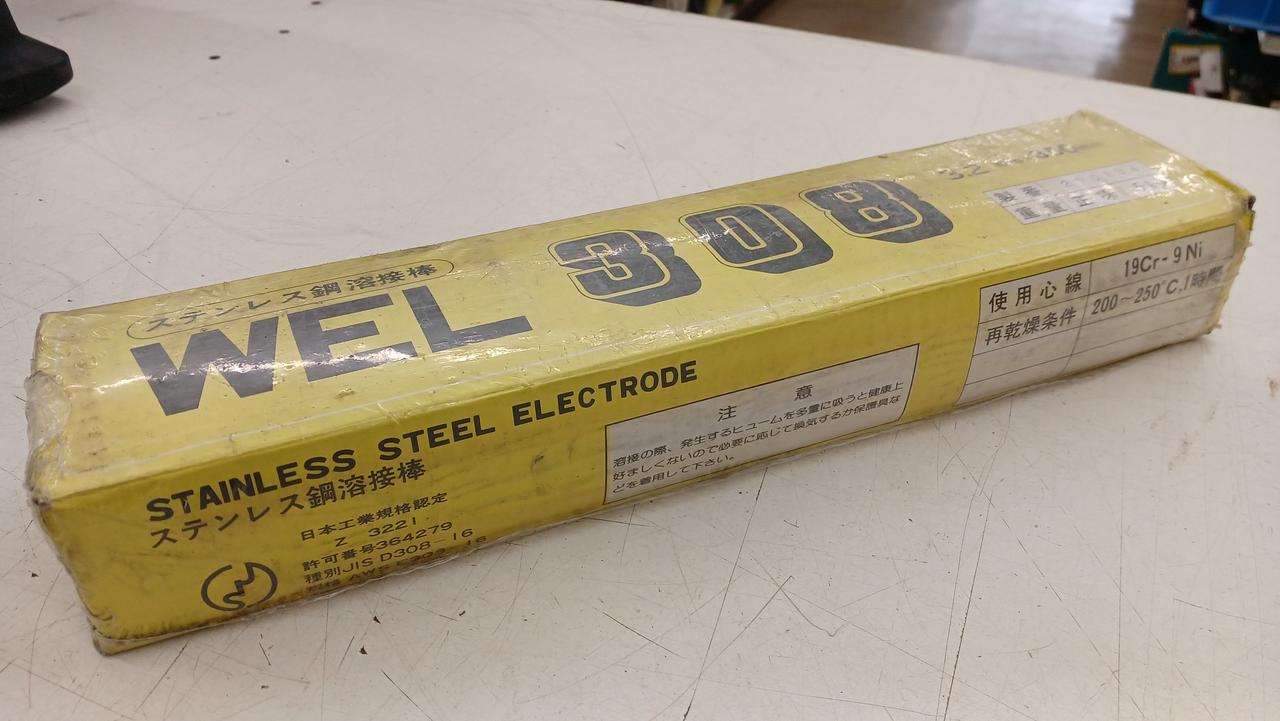 ステンレス鋼溶接棒
WEL 308
3.2
製番
重量
STAINLESS STEEL ELECTRODE
ステンレス鋼溶接棒
日本工業規格認定
Z 3221
許可番号364279
種別JIS D308-16
注意
溶接の際、発生するヒュームを多量に吸うと健康上
好ましくないので必要に応じて換気するか保護具な
どを着用して下さい。
使用心線 19Cr-9Ni
再乾燥条件 200～250℃.1時間